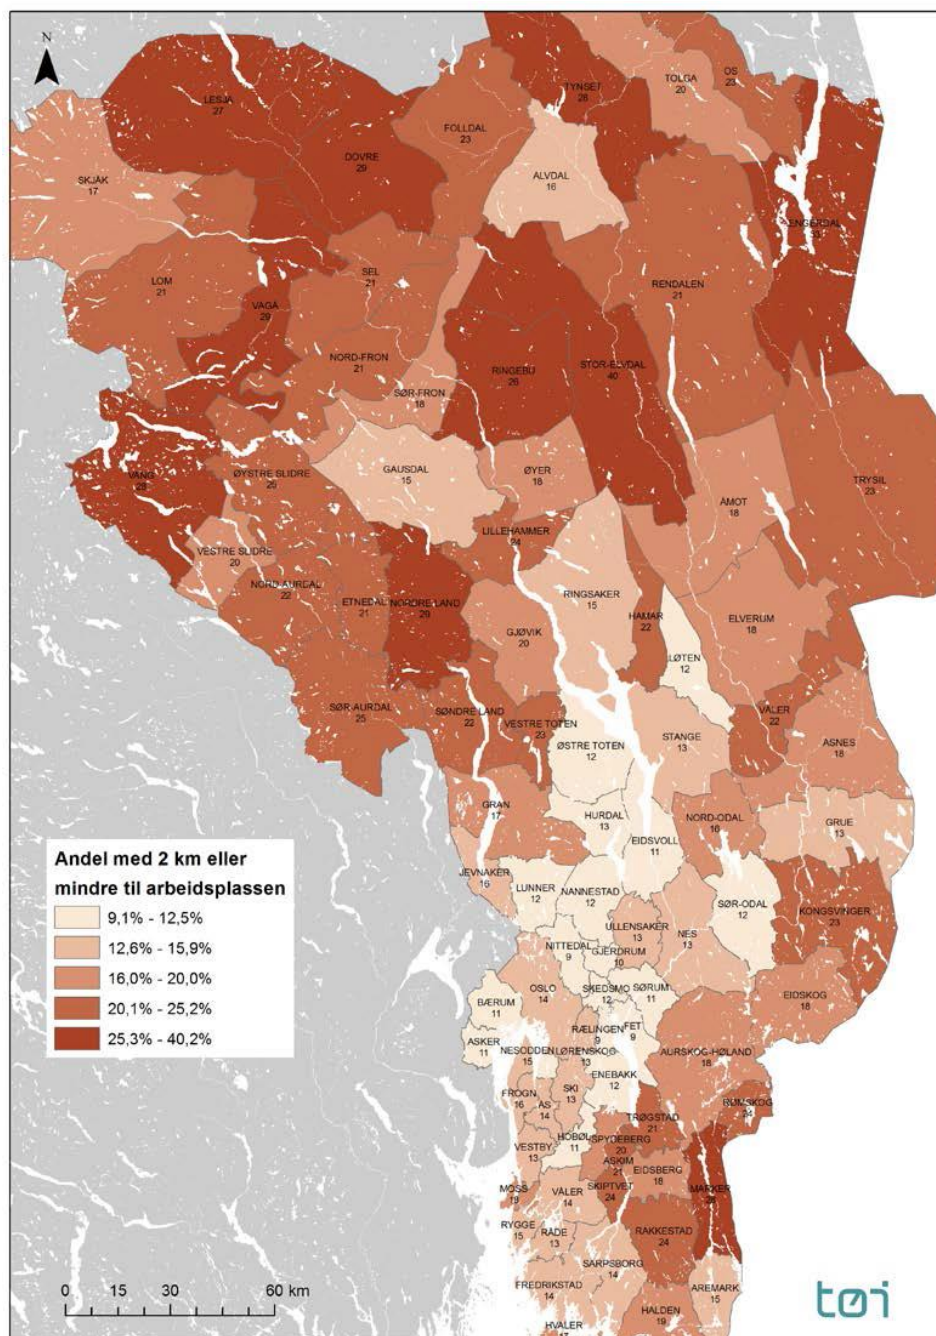 N
LESJA
27
TYNSET
28
TOLGA
20
OS
23
FOLLDAL
23
DOVRE
29
SKJÅK
17
ALVDAL
16
ENGERDAL
LOM
21
SEL
21
RENDALEN
21
VÅGÅ
29
NORD-FRON
21
RINGEBU
STOR-ELVDAL
40
SØR-FRON
18
VANG
28
ØYSTRE SLIDRE
25
GAUSDAL
15
ØYER
18
TRYSIL
23
ÅMOT
18
LILLEHAMMER
24
VESTRE SLIDRE
20
NORD-AURDAL
22
ETNEDAL
21
NORDRE LAND
29
RINGSAKER
15
HAMAR
22
ELVERUM
18
GJØVIK
20
LØTEN
12
SØR-AURDAL
25
SØNDRE LAND
22
VESTRE TOTEN
23
VÅLER
22
ØSTRE TOTEN
12
STANGE
13
ÅSNES
18
GRAN
17
HURDAL
13
EIDSVOLL
11
NORD-ODAL
16
GRUE
13
Andel med 2 km eller
mindre til arbeidsplassen
9,1% - 12,5%
12,6% - 15,9%
16,0% - 20,0%
20,1% - 25,2%
25,3% - 40,2%
JEVNAKER
16
LUNNER
12
NANNESTAD
12
SØR-ODAL
12
KONGSVINGER
23
ULLENSAKER
13
NES
13
NITTEDAL
9
GJERDRUM
10
BÆRUM
11
OSLO
14
SKEDSMO
12
SØRUM
11
EIDSKOG
18
ASKER
11
RÆLINGEN
9
FET
9
NESODDEN
15
LØRENSKOG
13
AURSKOG-HØLAND
18
ENEBAKK
12
FROGN
16
ÅS
14
SKI
13
TRØGSTAD
21
RØMSKOG
24
VESTBY
13
HOBØL
11
SPYDEBERG
20
ASKIM
21
EIDSBERG
18
MOSS
19
VÅLER
14
SKIPTVET
24
MARKER
RYGGE
15
RÅDE
13
RAKKESTAD
24
SARPSBORG
14
FREDRIKSTAD
14
AREMARK
15
HALDEN
19
HVALER
0 15 30 60 km
tøi